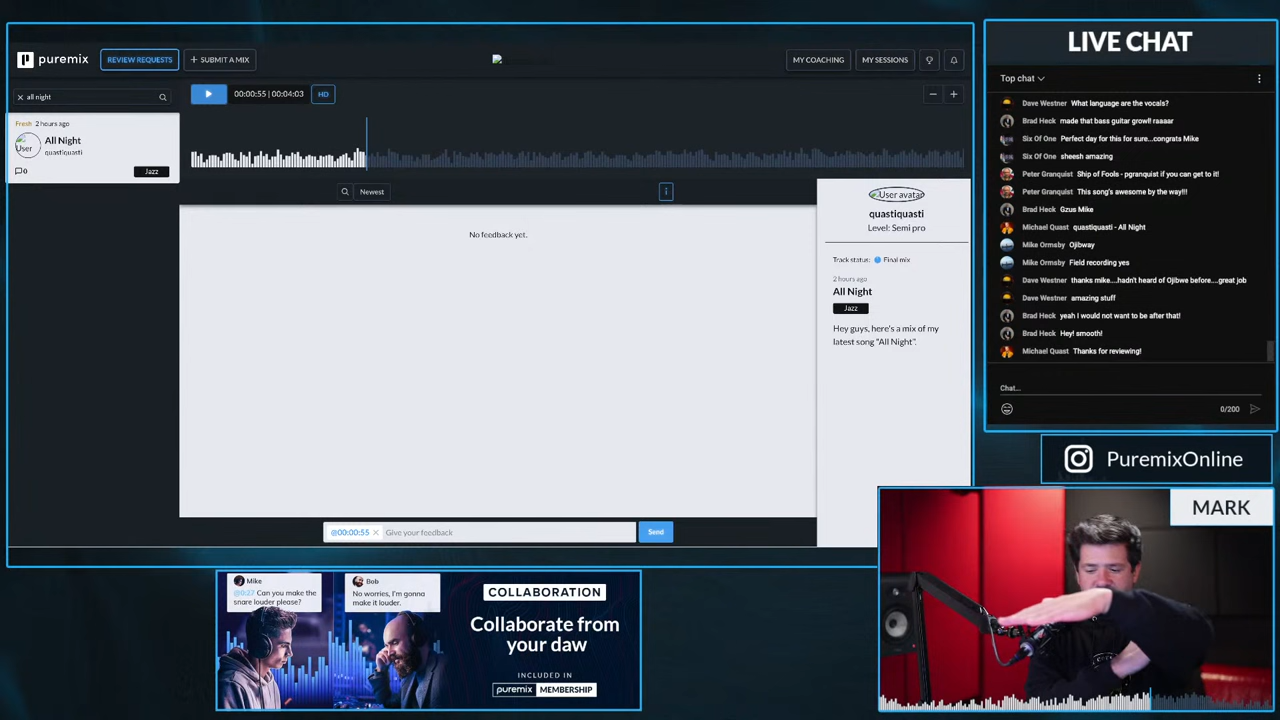 puremix
REVIEW REQUESTS
+ SUBMIT A MIX
MY COACHING
MY SESSIONS
all night
00:00:55 | 00:04:03
HD
Fresh 2 hours ago
User
All Night
quastiquasti
0
Jazz
Newest
i
No feedback yet.
@00:00:55 × Give your feedback
Send
User avatar
quastiquasti
Level: Semi pro
Track status: Final mix
2 hours ago
All Night
Jazz
Hey guys, here's a mix of my
latest song "All Night".
LIVE CHAT
Top chat
Dave Westner What language are the vocals?
Brad Heck made that bass guitar growl! raaaar
Six Of One Perfect day for this for sure...congrats Mike
Six Of One sheesh amazing
Peter Granquist Ship of Fools - pgranquist if you can get to it!
Peter Granquist This song's awesome by the way!!!
Brad Heck Gzus Mike
Michael Quast quastiquasti - All Night
Mike Ormsby Ojibway
Mike Ormsby Field recording yes
Dave Westner thanks mike....hadn't heard of Ojibwe before....great job
Dave Westner amazing stuff
Brad Heck yeah I would not want to be after that!
Brad Heck Hey! smooth!
Michael Quast Thanks for reviewing!
Chat...
0/200
PuremixOnline
MARK
Mike
@0:27 Can you make the
snare louder please?
Bob
No worries, I'm gonna
make it louder.
COLLABORATION
Collaborate from
your daw
INCLUDED IN
puremix MEMBERSHIP